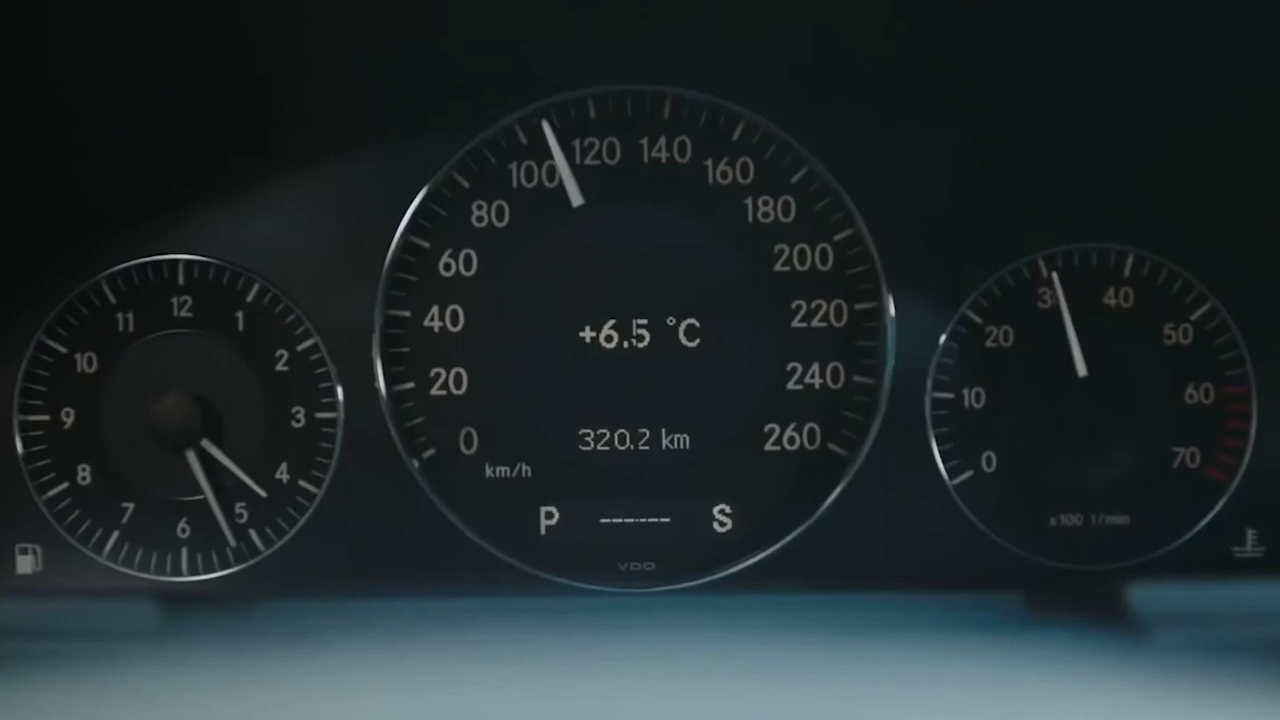 12
11 1
10 2
9 3
8 4
7 5
6
100 120 140 160
80 180
60 200
40 220
20 240
0 260
+6.5 °C
320.2 km
km/h
P ------ S
VDO
30 40
20 50
10 60
0 70
x100 1/min